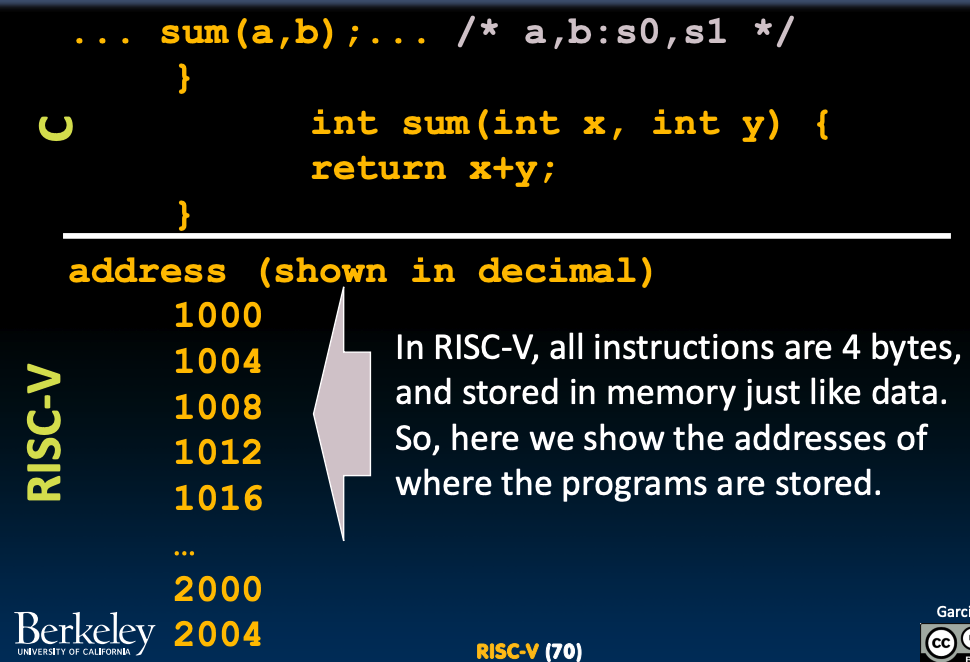 ... sum(a,b);... /* a,b:s0,s1 */
}
C
int sum(int x, int y) {
return x+y;
}
address (shown in decimal)
1000
1004
1008
1012
1016
…
2000
2004
RISC-V
In RISC-V, all instructions are 4 bytes,
and stored in memory just like data.
So, here we show the addresses of
where the programs are stored.
Berkeley
UNIVERSITY OF CALIFORNIA
RISC-V (70)
Garci
cc